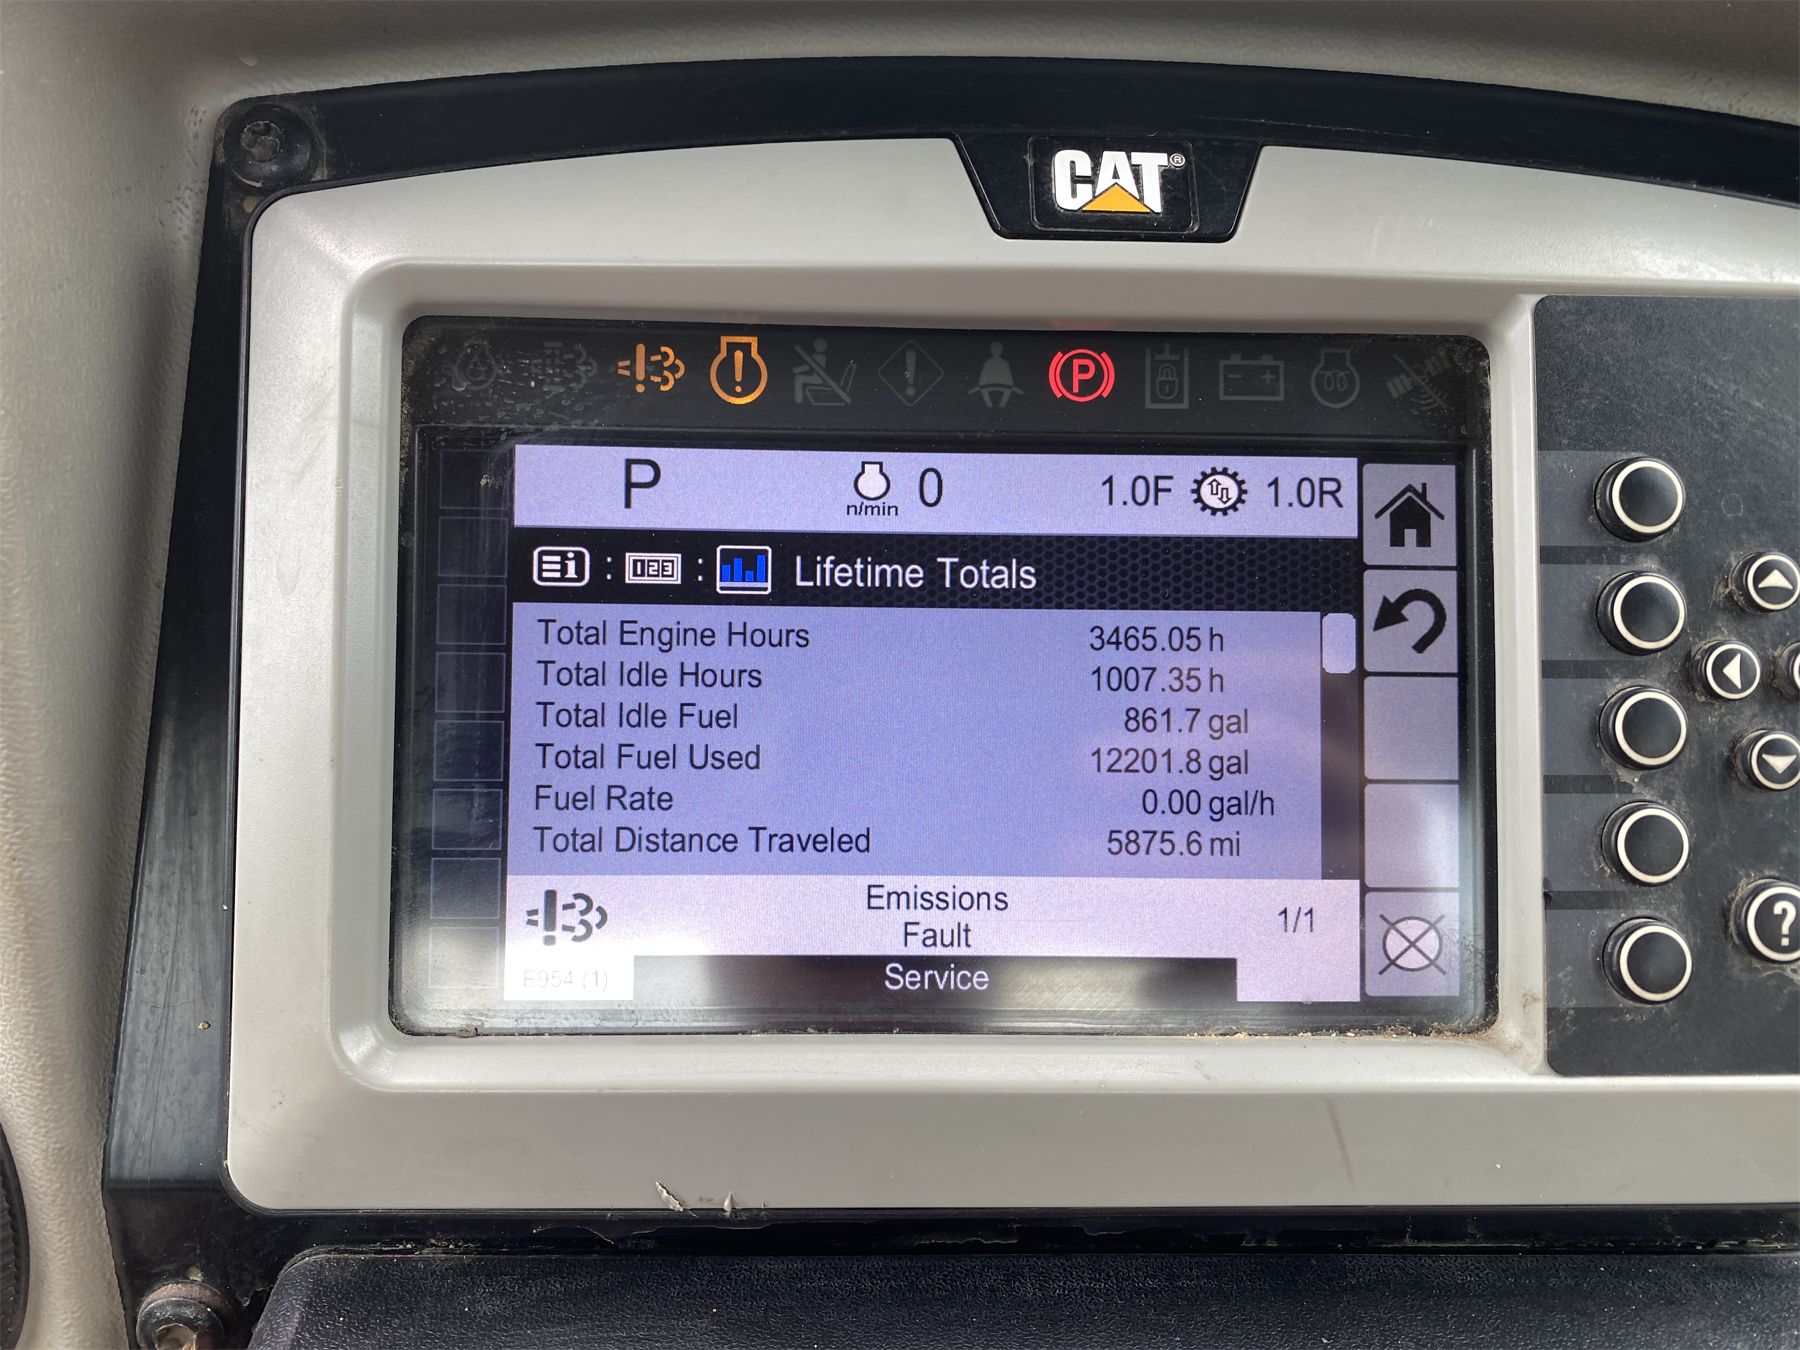 CAT®
P
P n/min 0 1.0F 1.0R
123 : Lifetime Totals
Total Engine Hours 3465.05 h
Total Idle Hours 1007.35 h
Total Idle Fuel 861.7 gal
Total Fuel Used 12201.8 gal
Fuel Rate 0.00 gal/h
Total Distance Traveled 5875.6 mi
Emissions
Fault 1/1
E954 (1) Service
?